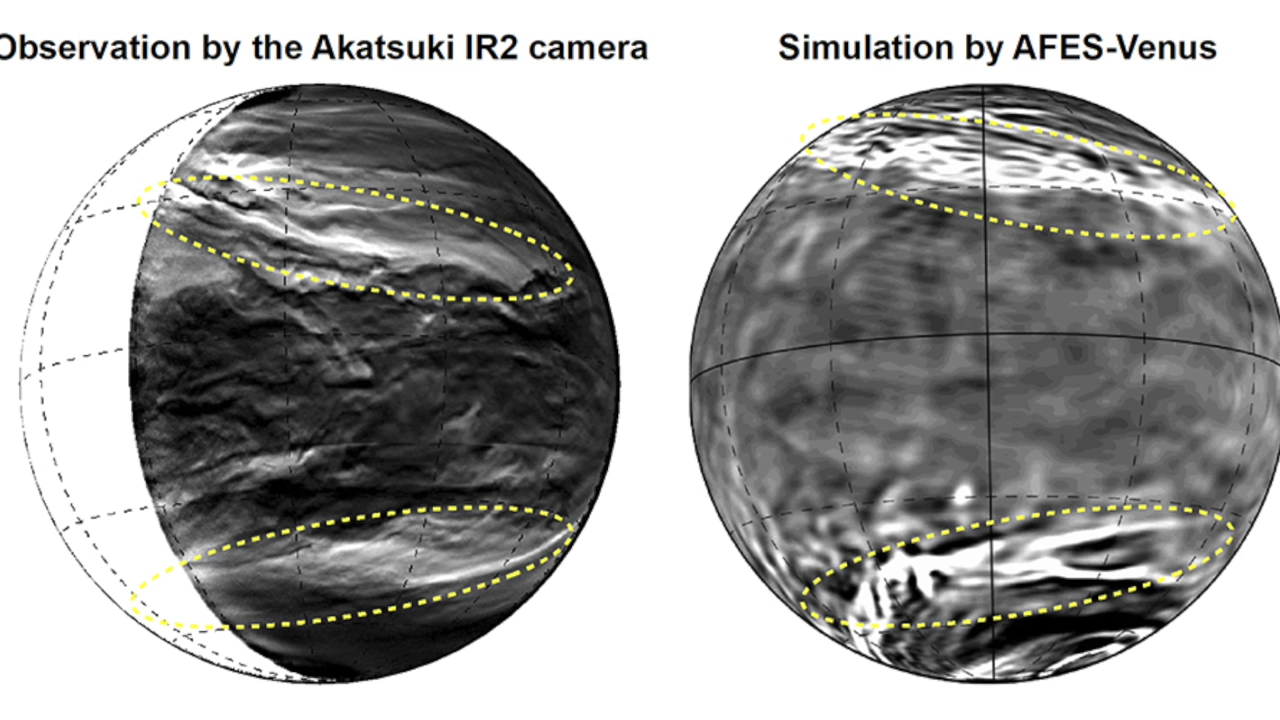 Observation by the Akatsuki IR2 camera
Simulation by AFES-Venus